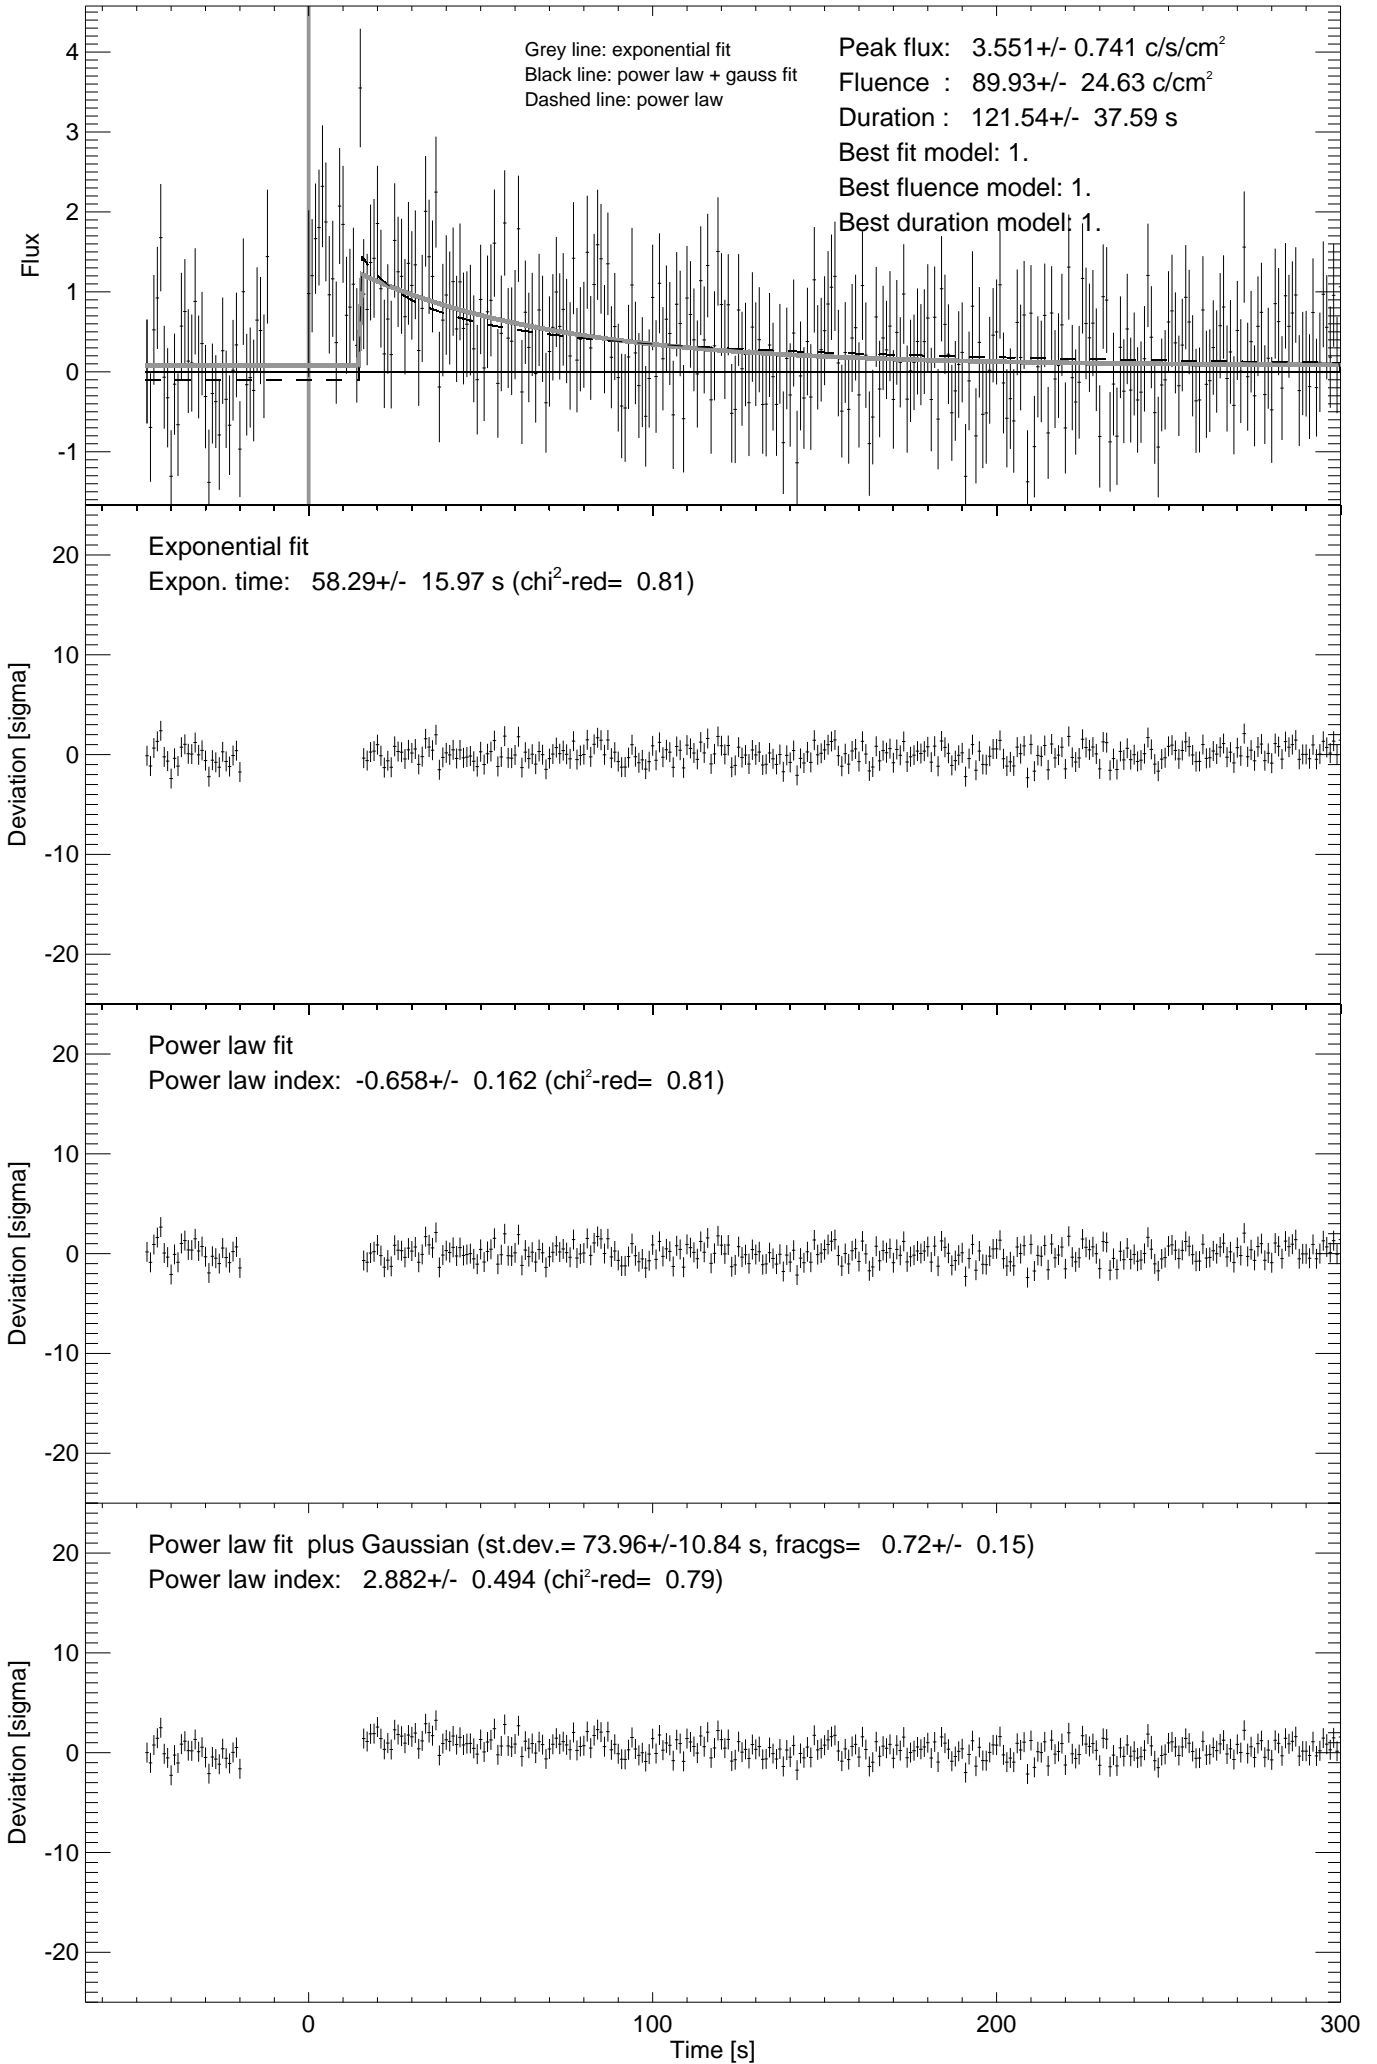 Grey line: exponential fit
Black line: power law + gauss fit
Dashed line: power law
Peak flux: 3.551+/- 0.741 c/s/cm²
Fluence : 89.93+/- 24.63 c/cm²
Duration : 121.54+/- 37.59 s
Best fit model: 1.
Best fluence model: 1.
Best duration model: 1.
Flux
4
3
2
1
0
-1
Exponential fit
Expon. time: 58.29+/- 15.97 s (chi²-red= 0.81)
Deviation [sigma]
20
10
0
-10
-20
Power law fit
Power law index: -0.658+/- 0.162 (chi²-red= 0.81)
Deviation [sigma]
20
10
0
-10
-20
Power law fit plus Gaussian (st.dev.= 73.96+/-10.84 s, fracgs= 0.72+/- 0.15)
Power law index: 2.882+/- 0.494 (chi²-red= 0.79)
Deviation [sigma]
20
10
0
-10
-20
0 100 200 300
Time [s]